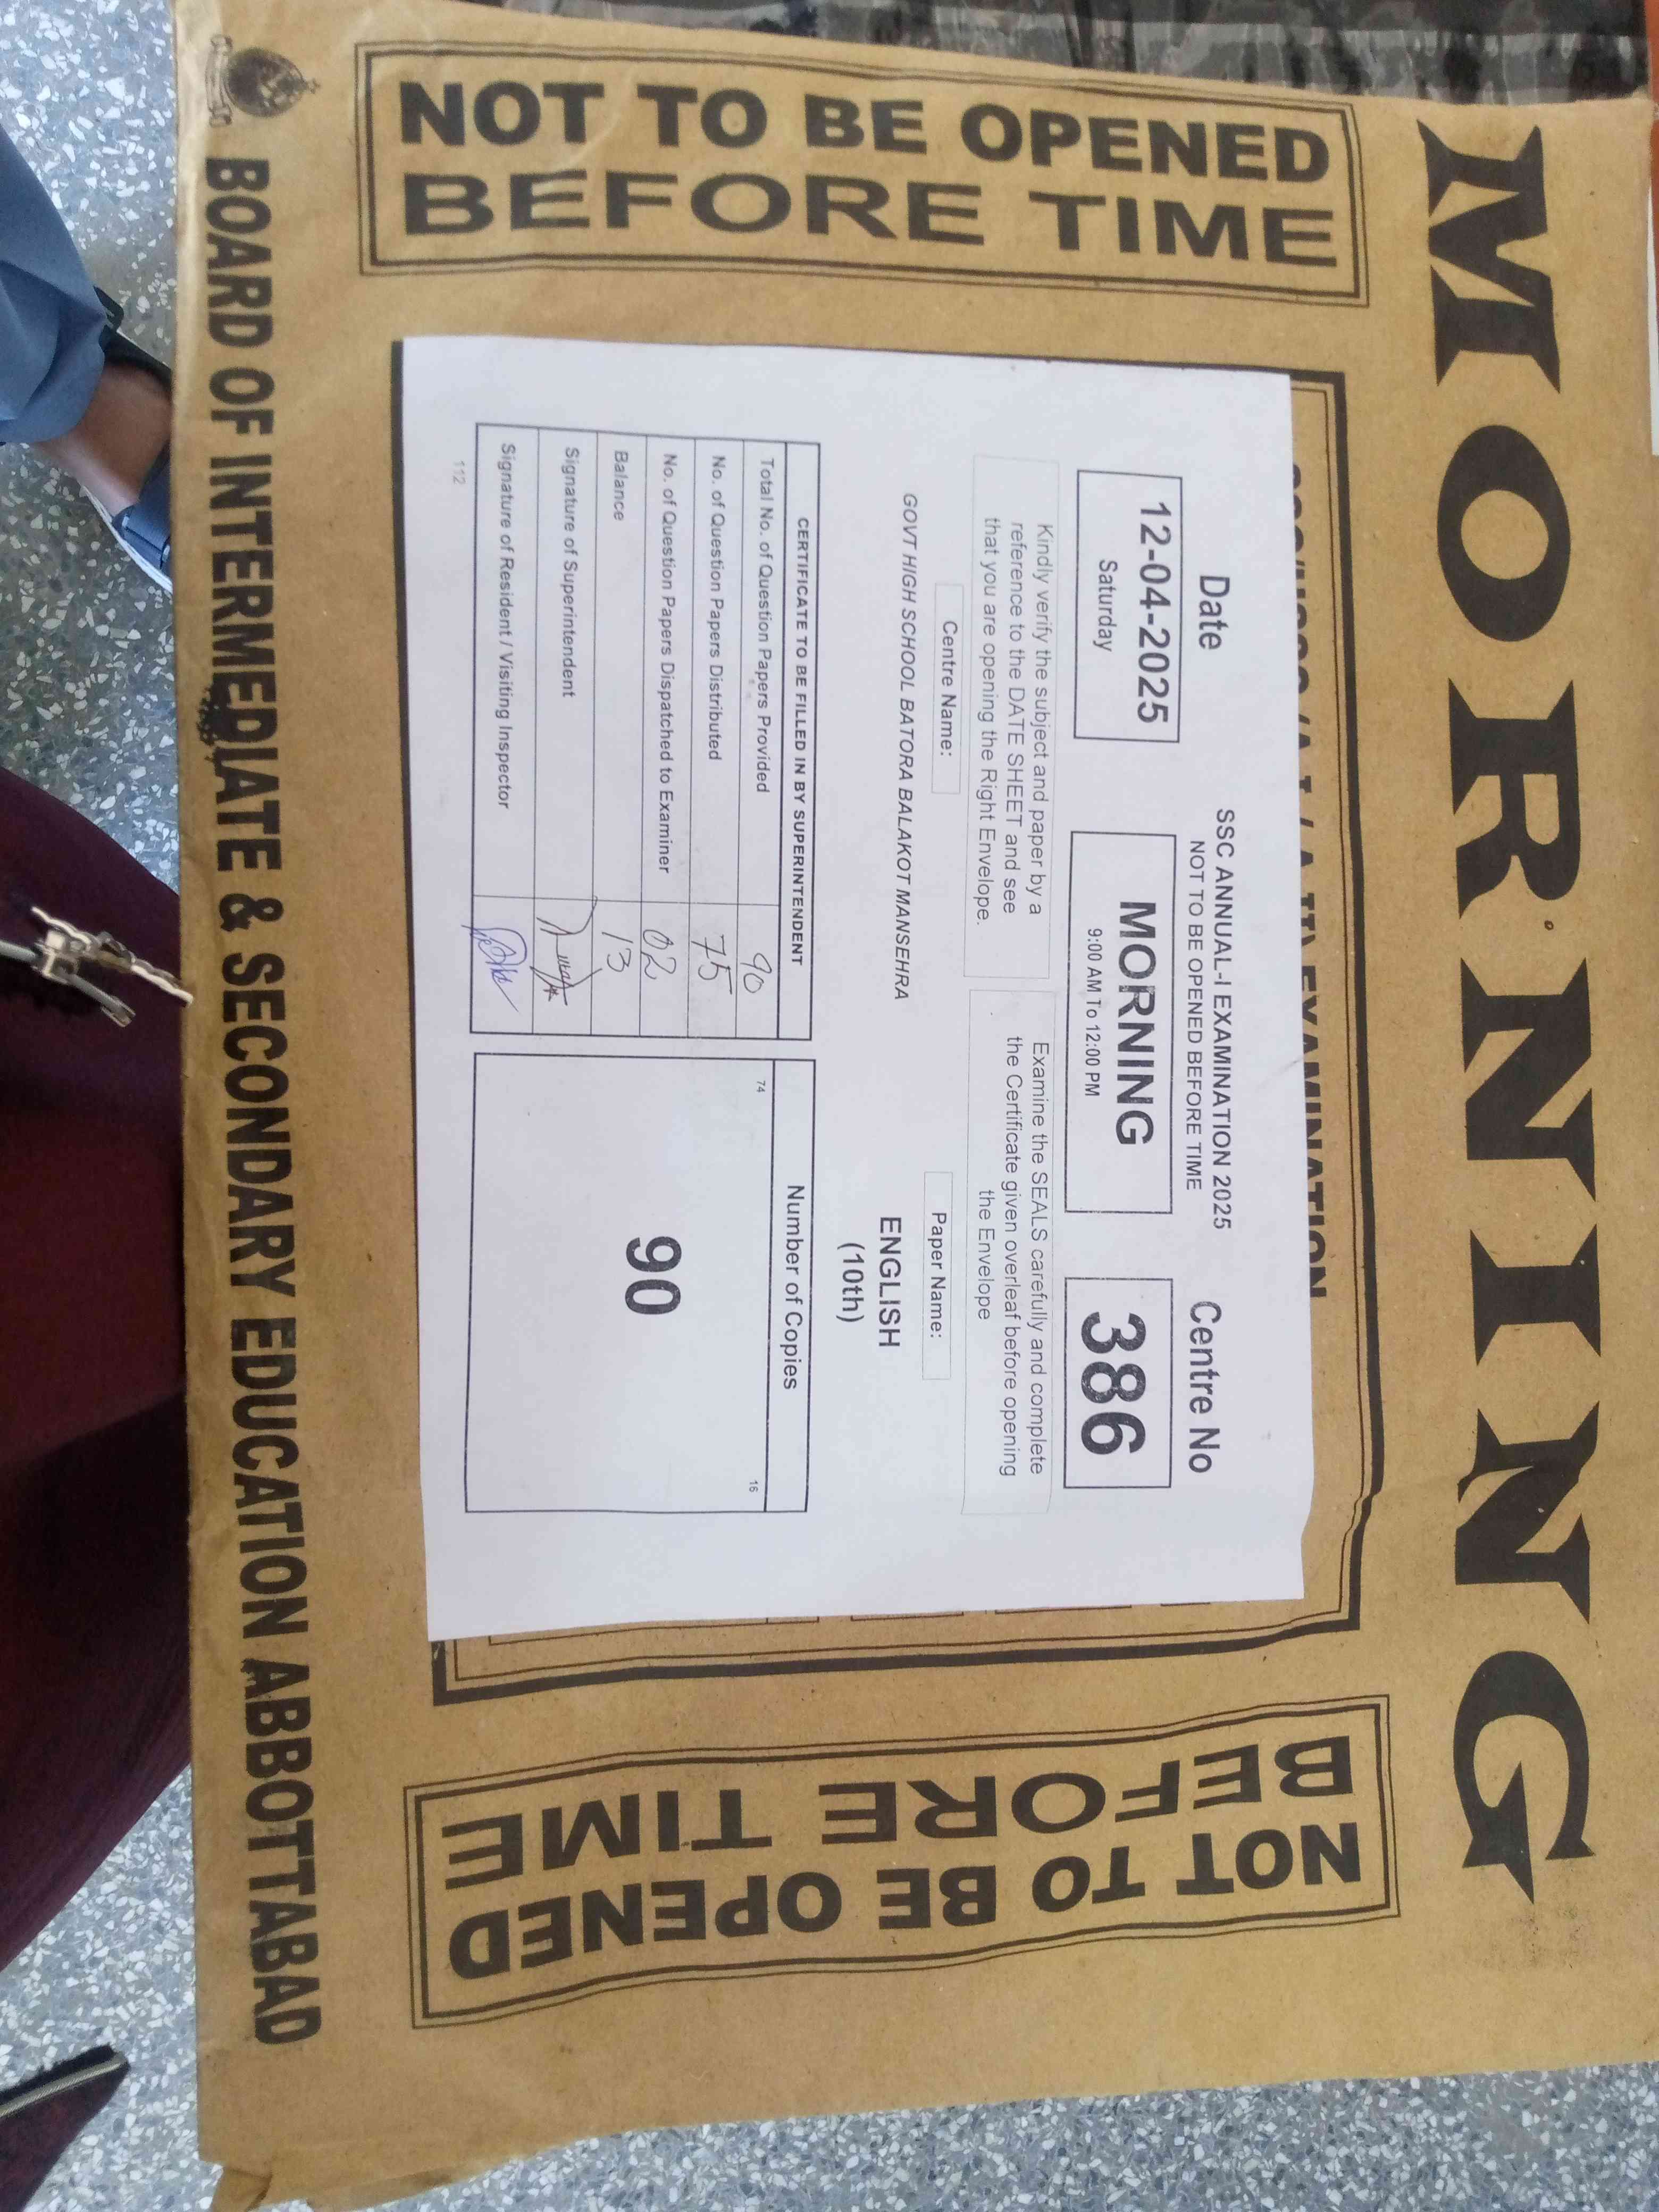 MORNING
NOT TO BE OPENED
BEFORE TIME
EXAMINATION
Date
SSC ANNUAL-I EXAMINATION 2025
NOT TO BE OPENED BEFORE TIME
Centre No
12-04-2025
Saturday
MORNING
9:00 AM To 12:00 PM
386
Kindly verify the subject and paper by a
reference to the DATE SHEET and see
that you are opening the Right Envelope.
Examine the SEALS carefully and complete
the Certificate given overleaf before opening
the Envelope
Centre Name:
Paper Name:
GOVT HIGH SCHOOL BATORA BALAKOT MANSEHRA
ENGLISH
(10th)
CERTIFICATE TO BE FILLED IN BY SUPERINTENDENT
Total No. of Question Papers Provided 90
No. of Question Papers Distributed 75
No. of Question Papers Dispatched to Examiner 02
Balance 13
Signature of Superintendent
Signature of Resident / Visiting Inspector
112
Number of Copies
74 16
90
NOT TO BE OPENED
BEFORE TIME
BOARD OF INTERMEDIATE & SECONDARY EDUCATION ABBOTTABAD